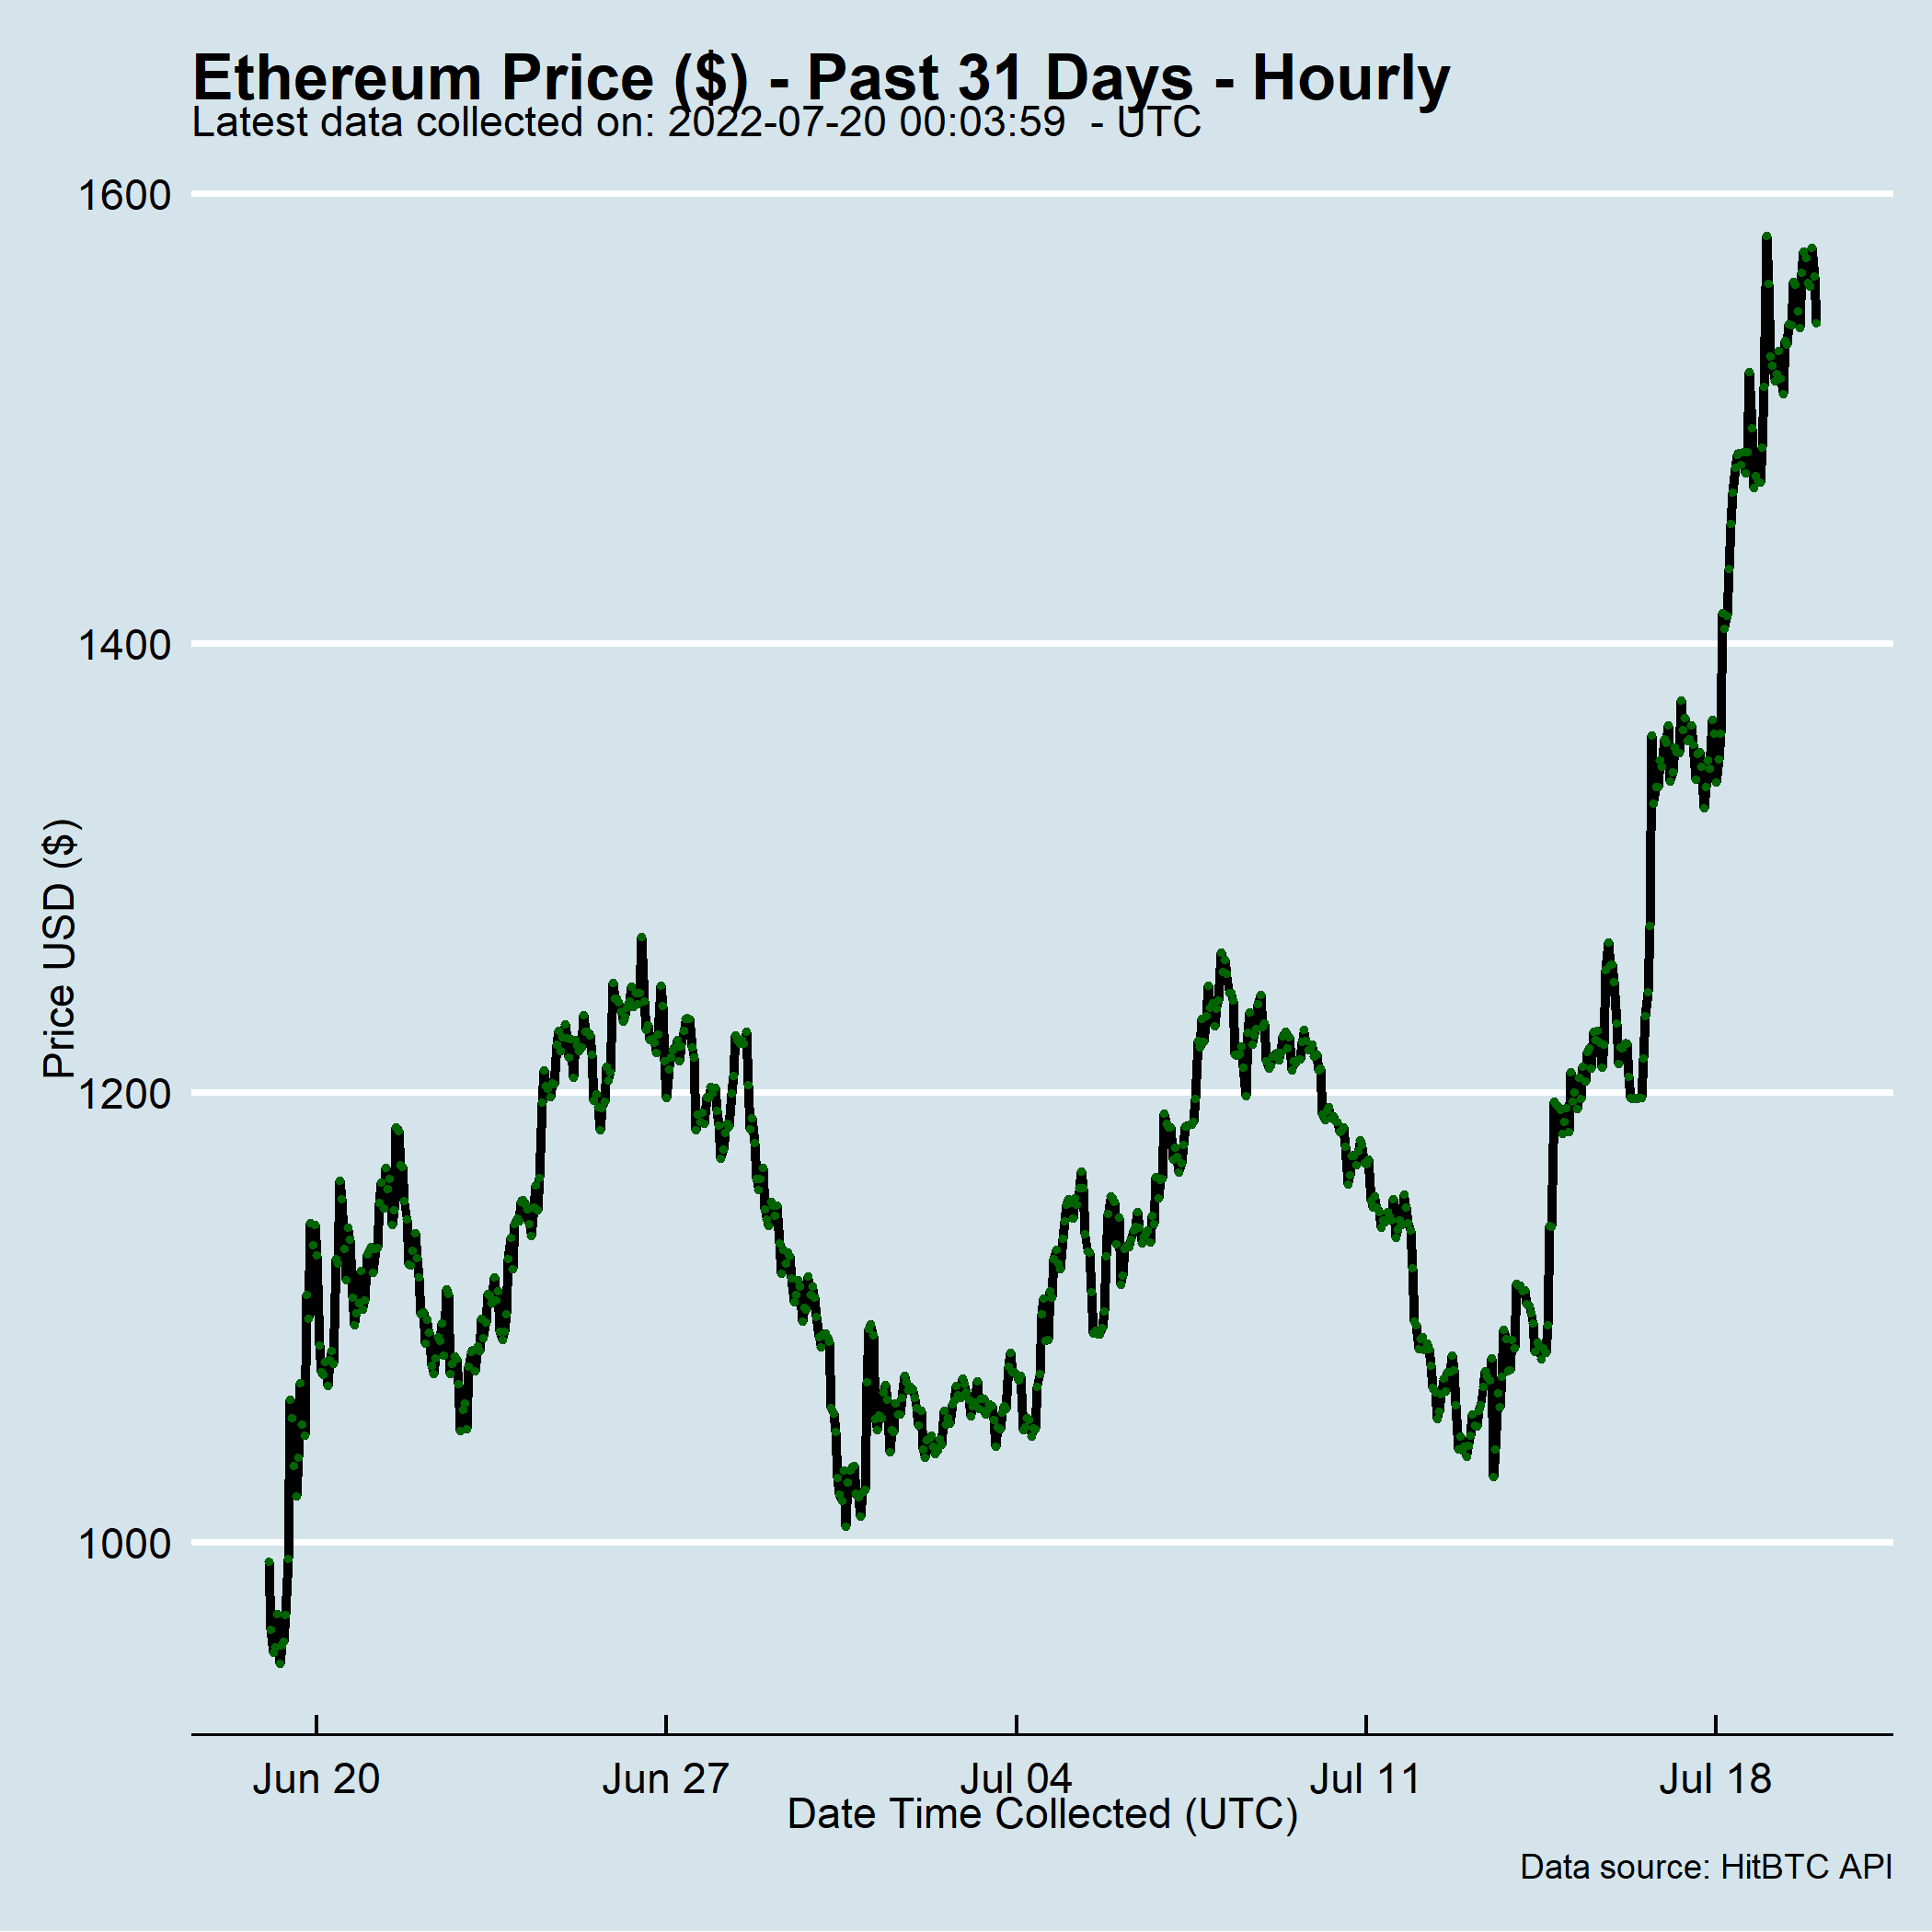 Ethereum Price ($) - Past 31 Days - Hourly
Latest data collected on: 2022-07-20 00:03:59  - UTC
1600
1400
1200
1000
Price USD ($)
Jun 20 Jun 27 Jul 04 Jul 11 Jul 18
Date Time Collected (UTC)
Data source: HitBTC API